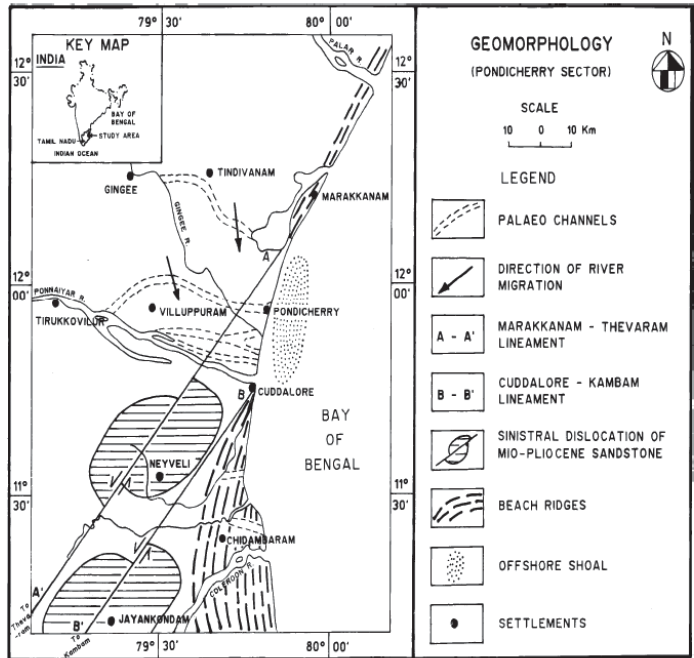 79°
30'
80° 00'
KEY MAP
INDIA
BAY OF
BENGAL
STUDY AREA
TAMIL NADU
INDIAN OCEAN
12°
30'
12°
30'
PALAR R.
GINGEE
TINDIVANAM
MARAKKANAM
GINGEE R.
A
12°
00'
12°
00'
PONNAIYAR R.
TIRUKKOVILUR
VILLUPPURAM
PONDICHERRY
B
CUDDALORE
BAY
OF
BENGAL
NEYVELI
11°
30'
11°
30'
CHIDAMBARAM
COLEROON R.
A'
To
Theva
-ram
B'
To
Kambam
JAYANKONDAM
79° 30'
80° 00'
GEOMORPHOLOGY
(PONDICHERRY SECTOR)
N
SCALE
10 0 10 Km
LEGEND
PALAEO CHANNELS
DIRECTION OF RIVER
MIGRATION
A - A'
MARAKKANAM - THEVARAM
LINEAMENT
B - B'
CUDDALORE - KAMBAM
LINEAMENT
SINISTRAL DISLOCATION OF
MIO-PLIOCENE SANDSTONE
BEACH RIDGES
OFFSHORE SHOAL
SETTLEMENTS